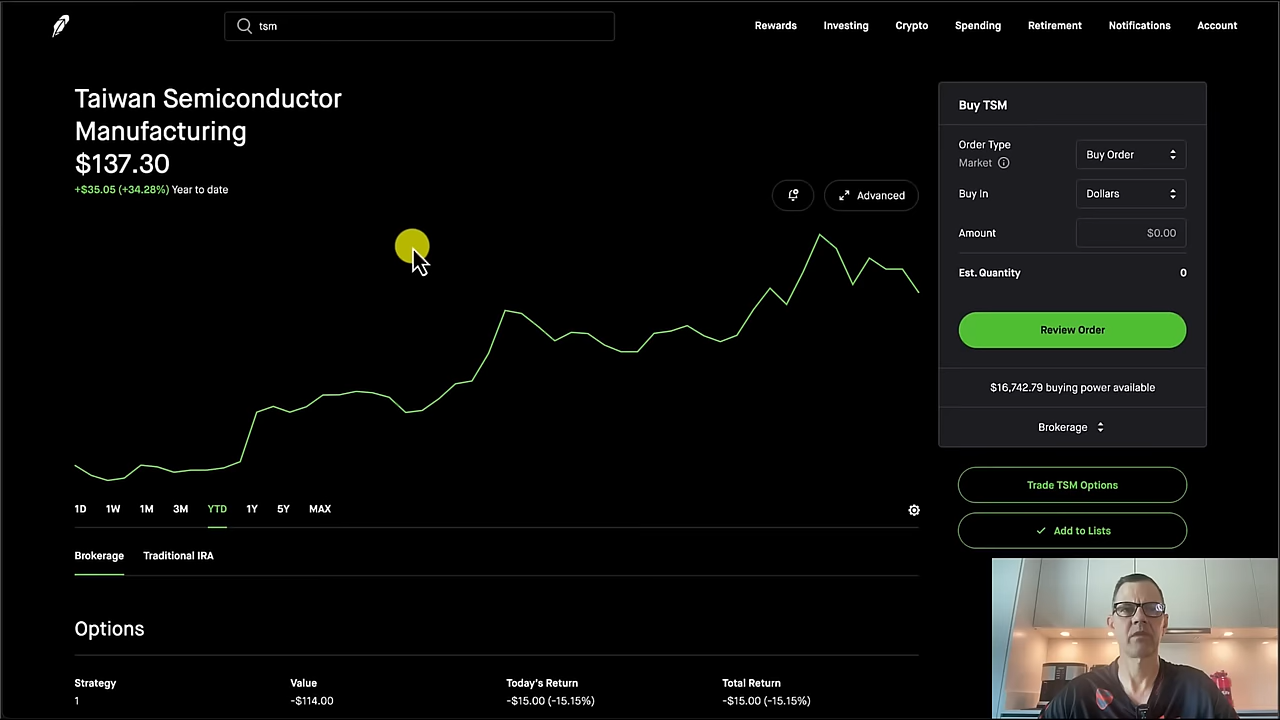 tsm
Rewards
Investing
Crypto
Spending
Retirement
Notifications
Account
Taiwan Semiconductor
Manufacturing
$137.30
+$35.05 (+34.28%) Year to date
Advanced
Buy TSM
Order Type
Market
Buy Order
Buy In
Dollars
Amount
$0.00
Est. Quantity
0
Review Order
$16,742.79 buying power available
Brokerage
Trade TSM Options
Add to Lists
1D
1W
1M
3M
YTD
1Y
5Y
MAX
Brokerage
Traditional IRA
Options
Strategy
Value
Today's Return
Total Return
1
-$114.00
-$15.00 (-15.15%)
-$15.00 (-15.15%)